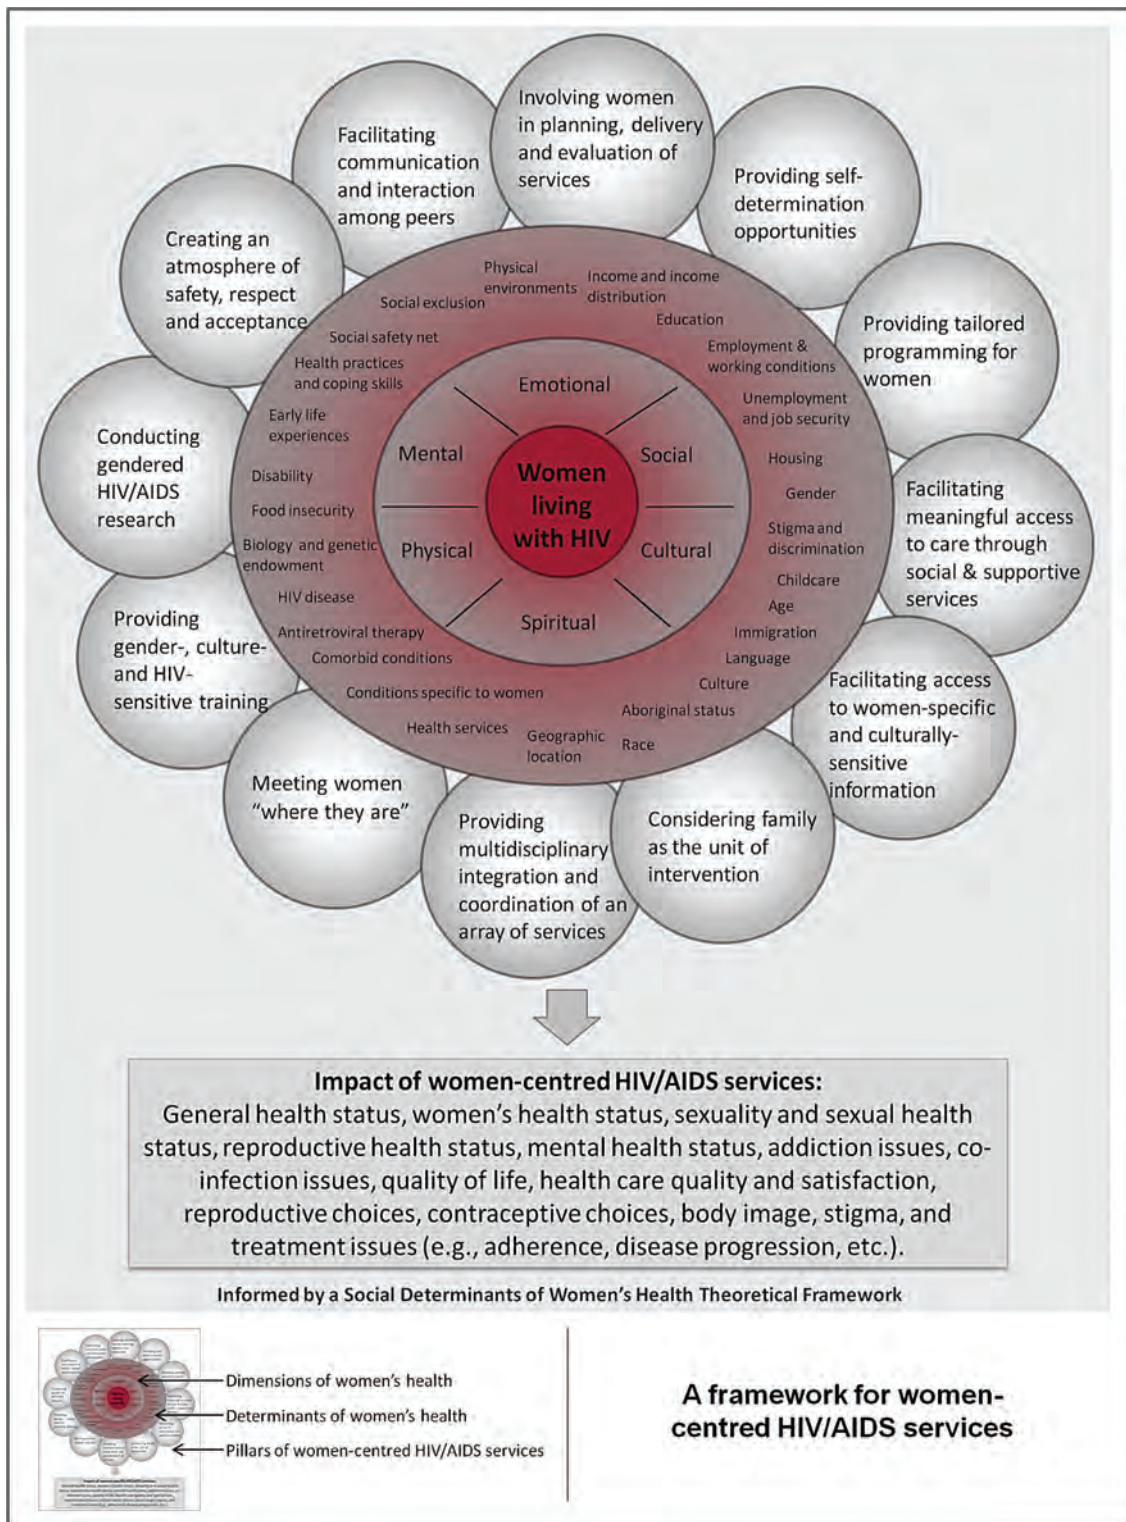 Involving women
in planning, delivery
and evaluation of
services
Facilitating
communication
and interaction
among peers
Providing self-
determination
opportunities
Creating an
atmosphere of
safety, respect
and acceptance
Providing tailored
programming for
women
Conducting
gendered
HIV/AIDS
research
Facilitating
meaningful access
to care through
social & supportive
services
Providing
gender-, culture-
and HIV-
sensitive training
Facilitating access
to women-specific
and culturally-
sensitive
information
Meeting women
“where they are”
Providing
multidisciplinary
integration and
coordination of an
array of services
Considering family
as the unit of
intervention
Physical
environments
Income and income
distribution
Social exclusion
Education
Social safety net
Employment &
working conditions
Health practices
and coping skills
Unemployment
and job security
Early life
experiences
Housing
Disability
Gender
Food insecurity
Stigma and
discrimination
Biology and genetic
endowment
Childcare
HIV disease
Age
Antiretroviral therapy
Immigration
Comorbid conditions
Language
Conditions specific to women
Culture
Health services
Aboriginal status
Geographic
location
Race
Emotional
Mental
Social
Physical
Cultural
Spiritual
Women
living
with HIV
Impact of women-centred HIV/AIDS services:
General health status, women’s health status, sexuality and sexual health
status, reproductive health status, mental health status, addiction issues, co-
infection issues, quality of life, health care quality and satisfaction,
reproductive choices, contraceptive choices, body image, stigma, and
treatment issues (e.g., adherence, disease progression, etc.).
Informed by a Social Determinants of Women’s Health Theoretical Framework
Dimensions of women’s health
Determinants of women’s health
Pillars of women-centred HIV/AIDS services
A framework for women-
centred HIV/AIDS services